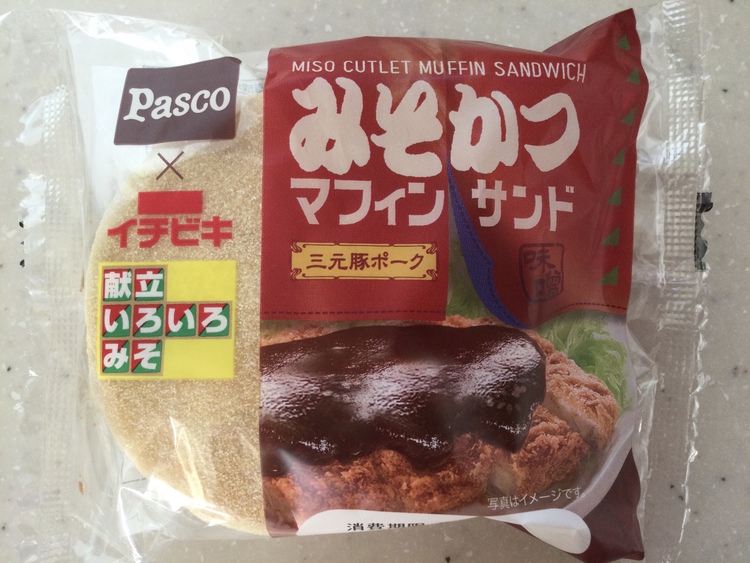 Pasco
×
イチビキ
献立
いろいろ
みそ
MISO CUTLET MUFFIN SANDWICH
みそかつ
マフィンサンド
三元豚ポーク
味噌
写真はイメージです
消費期限